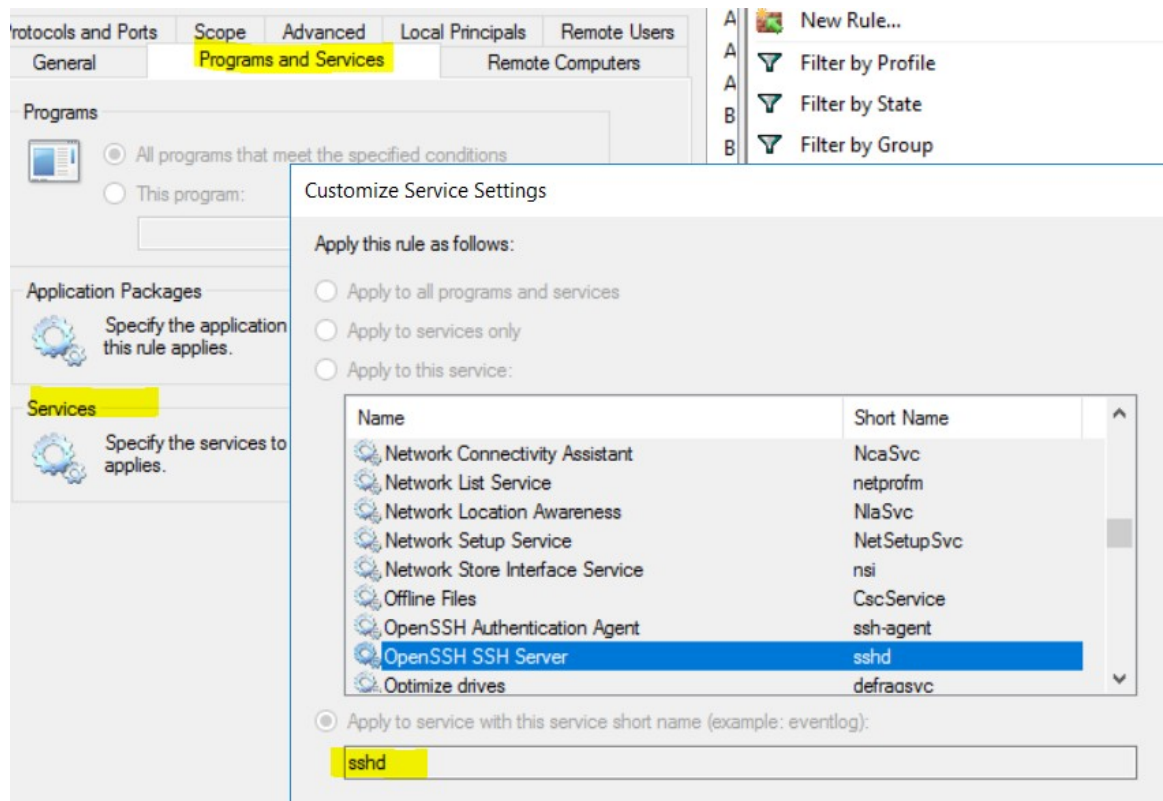 Protocols and Ports Scope Advanced Local Principals Remote Users
General Programs and Services Remote Computers
Programs
All programs that meet the specified conditions
This program:
Application Packages
Specify the application
this rule applies.
Services
Specify the services to
applies.
A
A
A
B
B
New Rule...
Filter by Profile
Filter by State
Filter by Group
Customize Service Settings
Apply this rule as follows:
Apply to all programs and services
Apply to services only
Apply to this service:
Name Short Name
Network Connectivity Assistant NcaSvc
Network List Service netprofm
Network Location Awareness NlaSvc
Network Setup Service NetSetupSvc
Network Store Interface Service nsi
Offline Files CscService
OpenSSH Authentication Agent ssh-agent
OpenSSH SSH Server sshd
Optimize drives defragsvc
Apply to service with this service short name (example: eventlog):
sshd